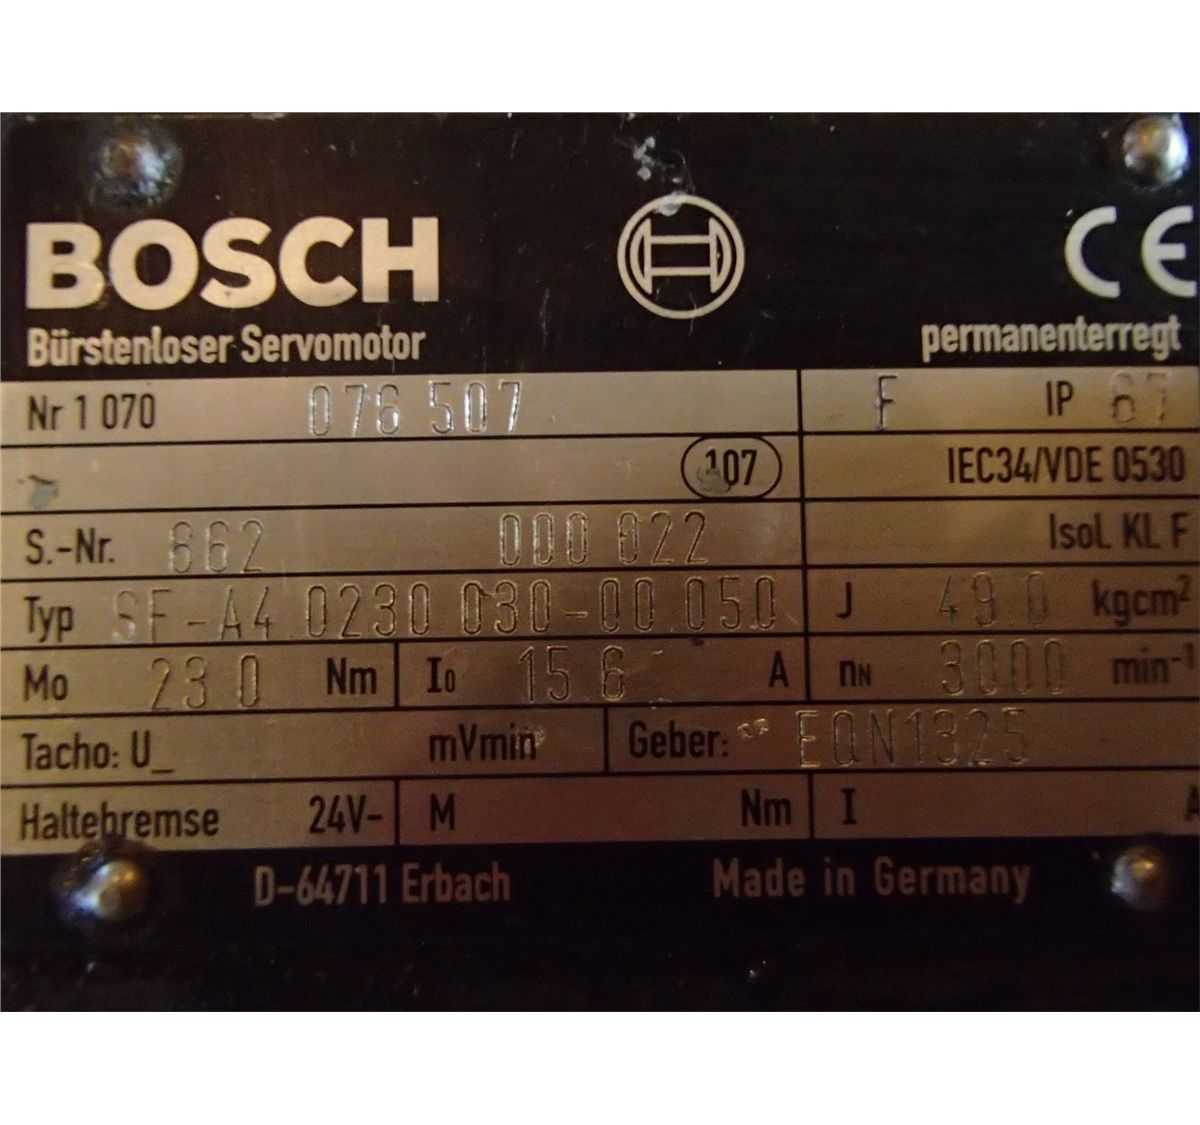 BOSCH
CE
Bürstenloser Servomotor permanenterregt
Nr 1 070 076 507 F IP 67
107 IEC34/VDE 0530
S.-Nr. 862 000 022 Isol. KL F
Typ SF-A4.0230.030-00.050 J 49.0 kgcm²
Mo 23.0 Nm I0 15.6 A nN 3000 min⁻¹
Tacho: U_ mVmin Geber: EQN1325
Haltebremse 24V- M Nm I A
D-64711 Erbach Made in Germany